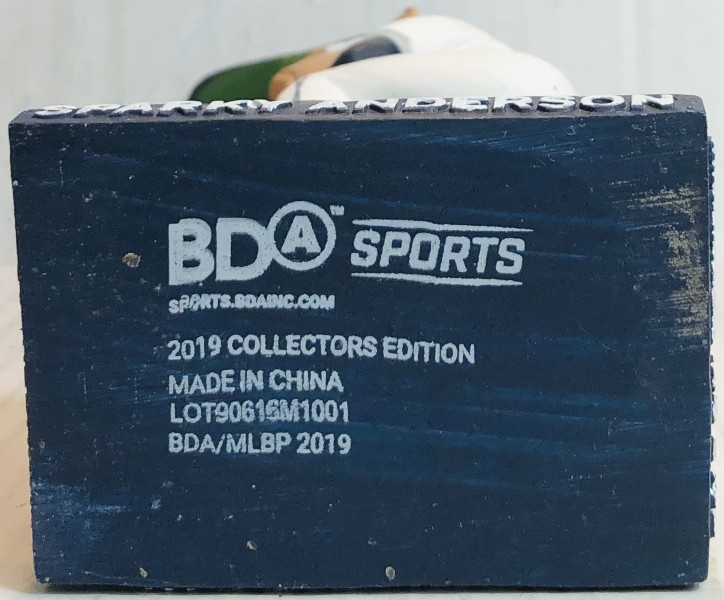 SPARKY ANDERSON
BDA™ SPORTS
SPORTS.BDAINC.COM
2019 COLLECTORS EDITION
MADE IN CHINA
LOT90616M1001
BDA/MLBP 2019